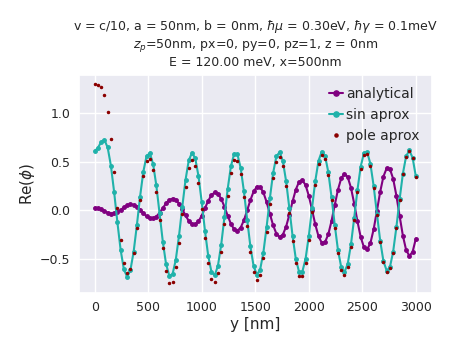 v = c/10, a = 50nm, b = 0nm, ℏμ = 0.30eV, ℏγ = 0.1meV
zₚ=50nm, px=0, py=0, pz=1, z = 0nm
E = 120.00 meV, x=500nm
analytical
sin aprox
pole aprox
Re(ϕ)
1.0
0.5
0.0
−0.5
0 500 1000 1500 2000 2500 3000
y [nm]